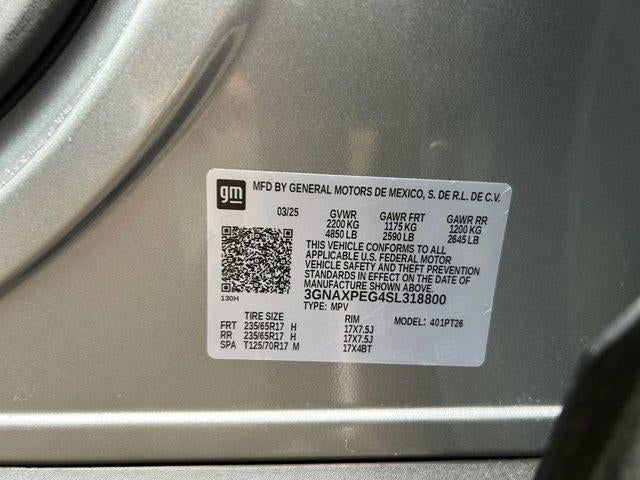 gm MFD BY GENERAL MOTORS DE MEXICO, S. DE R.L. DE C.V.
03/25 GVWR GAWR FRT GAWR RR
2200 KG 1175 KG 1200 KG
4850 LB 2590 LB 2645 LB
THIS VEHICLE CONFORMS TO ALL
APPLICABLE U.S. FEDERAL MOTOR
VEHICLE SAFETY AND THEFT PREVENTION
STANDARDS IN EFFECT ON THE DATE OF
MANUFACTURE SHOWN ABOVE.
130H 3GNAXPEG4SL318800
TYPE: MPV
TIRE SIZE RIM MODEL: 401PT26
FRT 235/65R17 H 17X7.5J
RR 235/65R17 H 17X7.5J
SPA T125/70R17 M 17X4BT